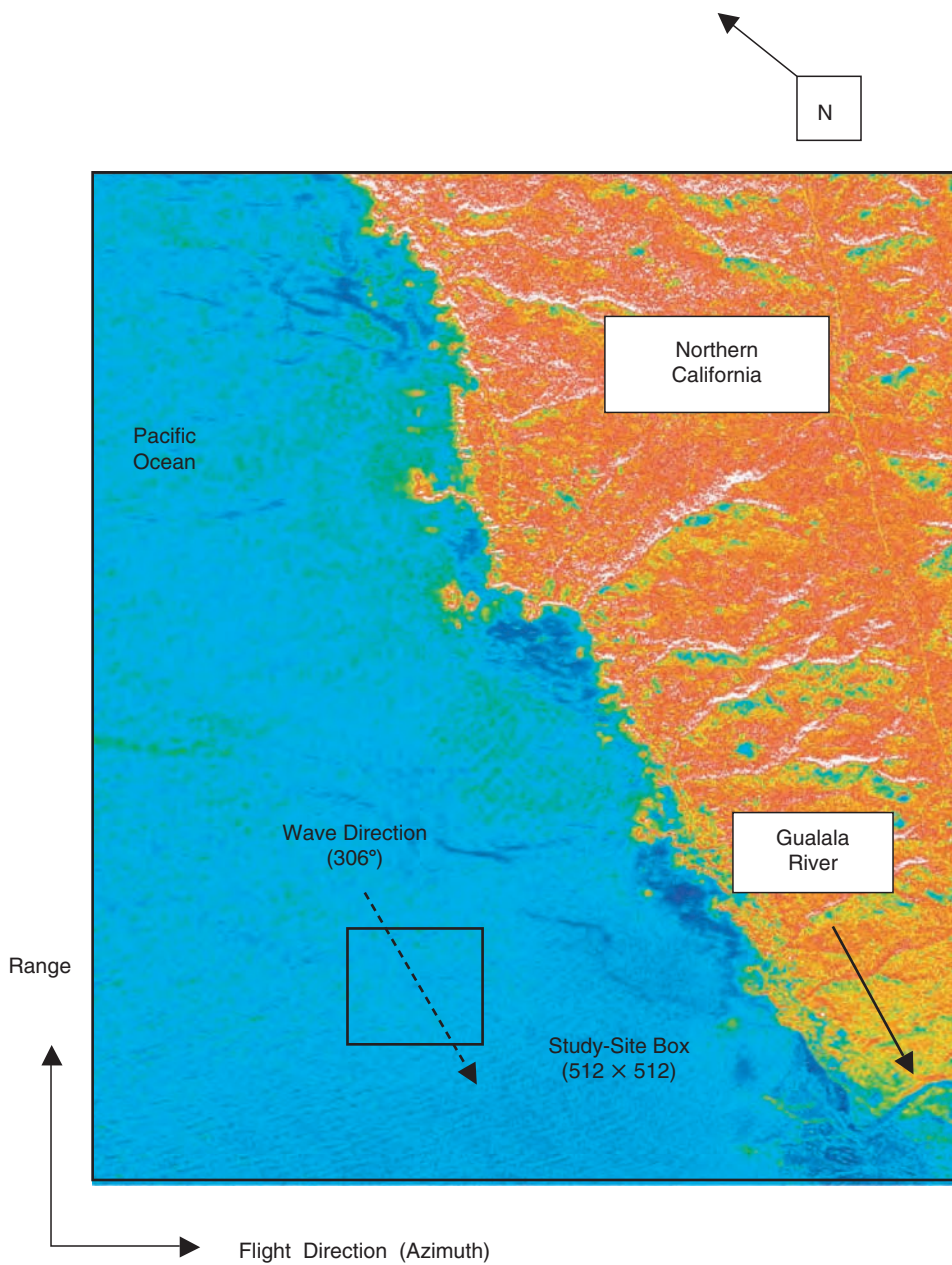 N
Northern
California
Pacific
Ocean
Wave Direction
(306°)
Gualala
River
Range
Study-Site Box
(512 × 512)
Flight Direction (Azimuth)